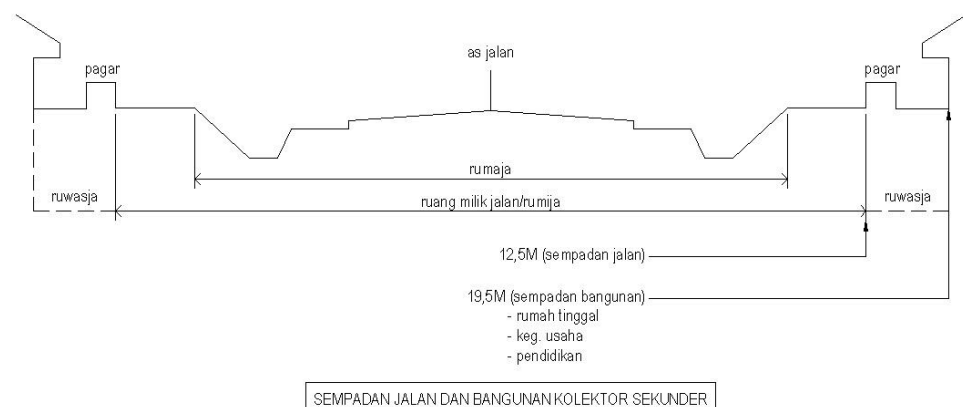 as jalan
pagar
pagar
rumaja
ruwasja
ruang milik jalan/rumija
ruwasja
12,5M (sempadan jalan)
19,5M (sempadan bangunan)
- rumah tinggal
- keg. usaha
- pendidikan
SEMPADAN JALAN DAN BANGUNAN KOLEKTOR SEKUNDER